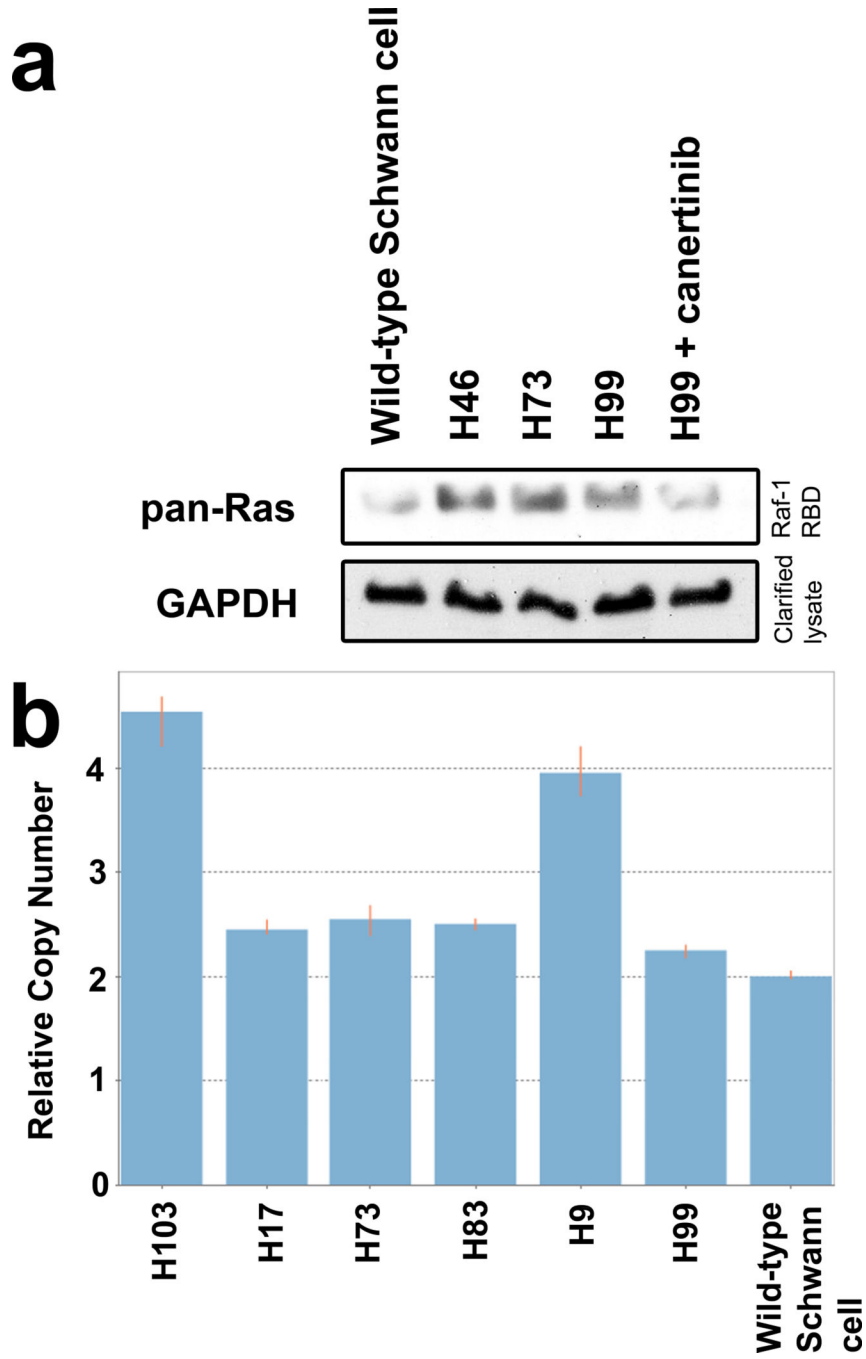 a
Wild-type Schwann cell
H46
H73
H99
H99 + canertinib
pan-Ras
Raf-1
RBD
GAPDH
Clarified
lysate
b
Relative Copy Number
4
3
2
1
0
H103
H17
H73
H83
H9
H99
Wild-type
Schwann
cell